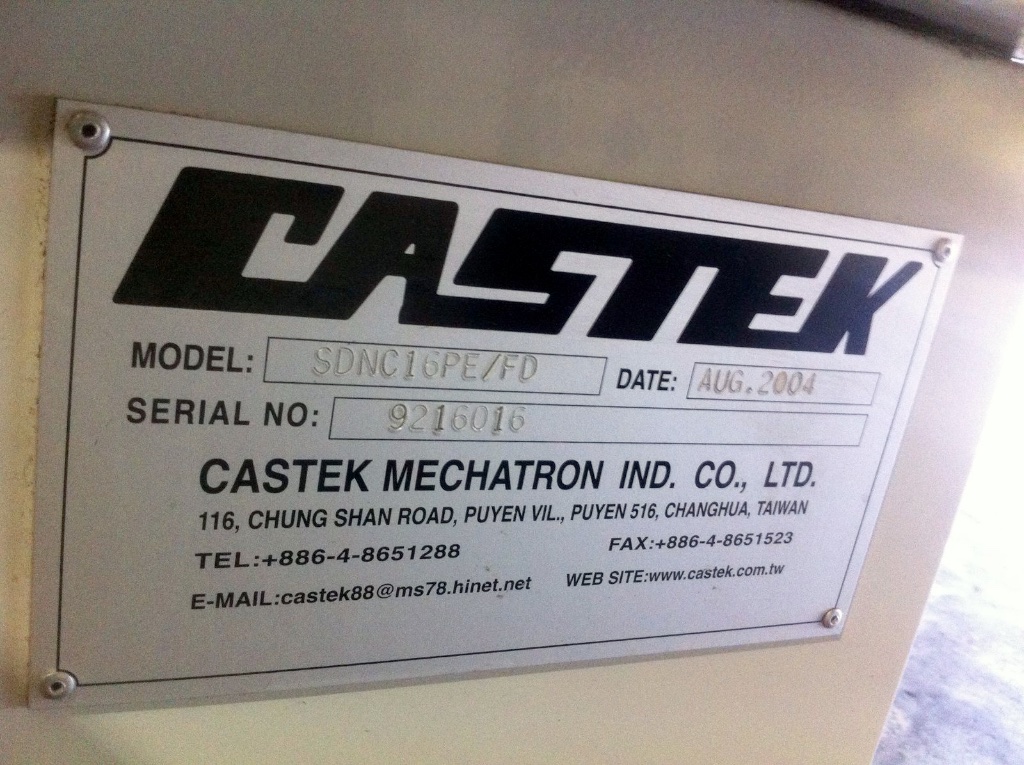 CASTEK
MODEL: SDNC16PE/FD DATE: AUG.2004
SERIAL NO: 9216016
CASTEK MECHATRON IND. CO., LTD.
116, CHUNG SHAN ROAD, PUYEN VIL., PUYEN 516, CHANGHUA, TAIWAN
TEL:+886-4-8651288 FAX:+886-4-8651523
E-MAIL:castek88@ms78.hinet.net WEB SITE:www.castek.com.tw